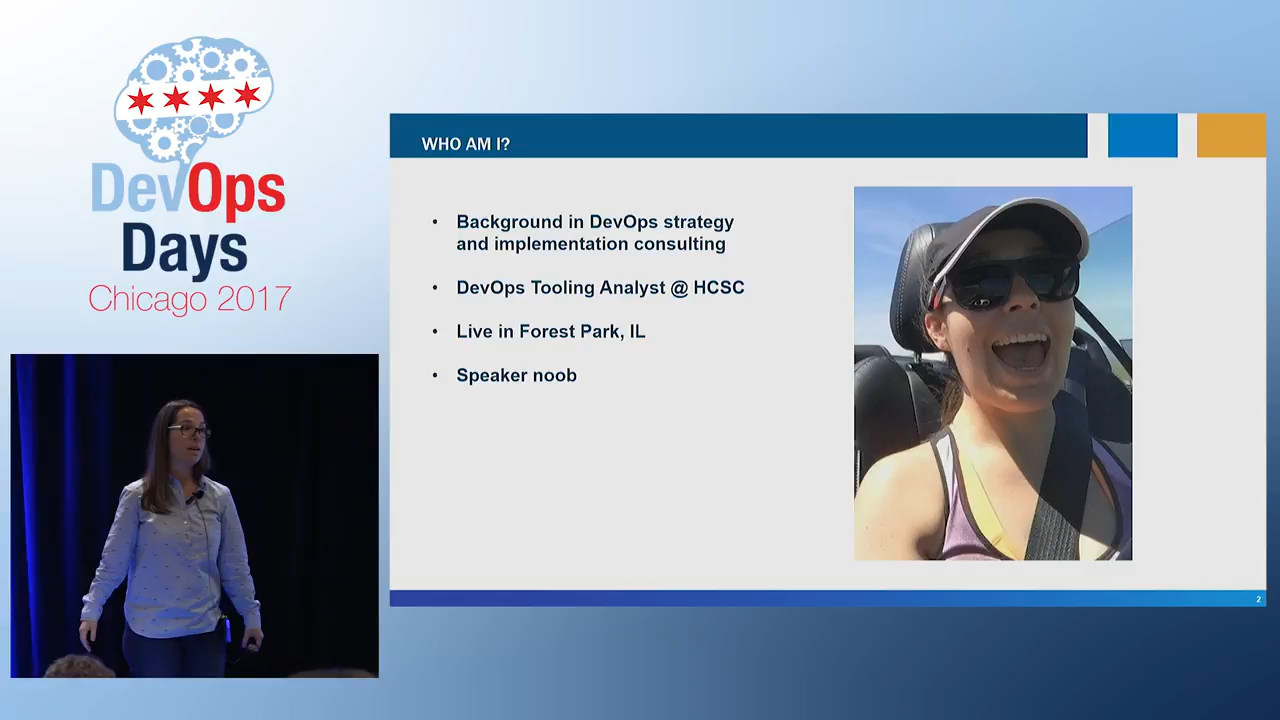 DevOps
Days
Chicago 2017
WHO AM I?
• Background in DevOps strategy
and implementation consulting
• DevOps Tooling Analyst @ HCSC
• Live in Forest Park, IL
• Speaker noob
2